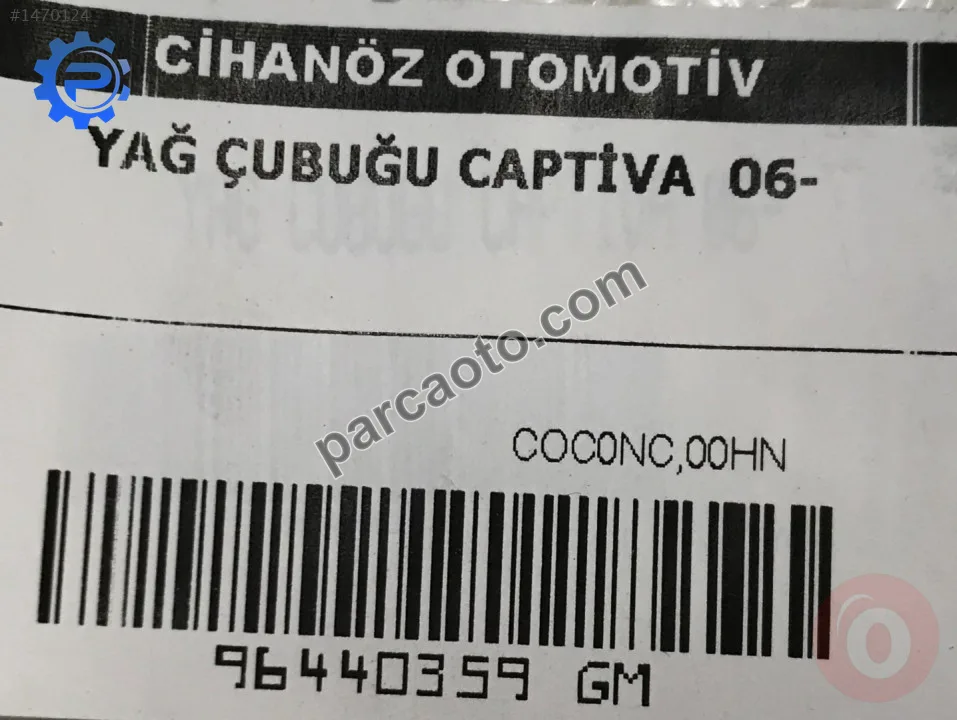 #1470124
CİHANÖZ OTOMOTİV
YAĞ ÇUBUĞU CAPTİVA 06-
parcaoto.com
COC0NC,00HN
96440359 GM